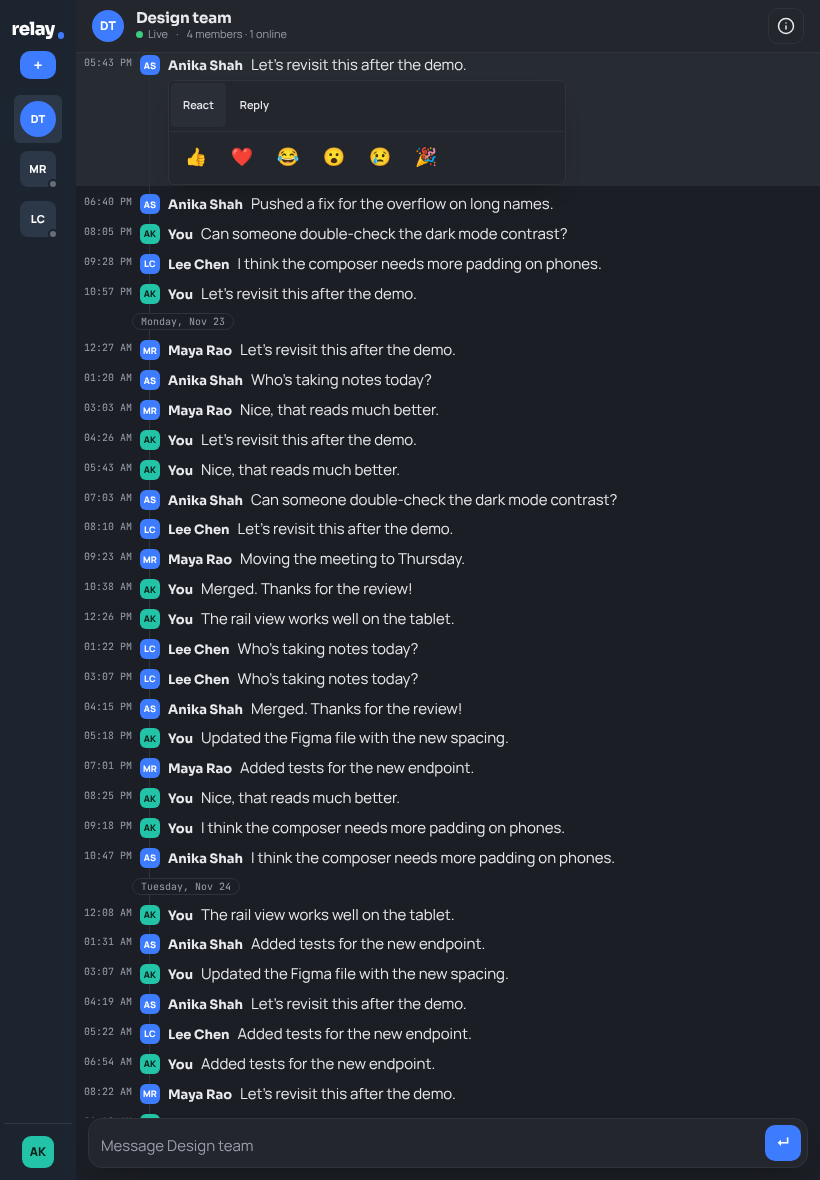 relay
DT Design team
Live · 4 members · 1 online
+
DT
MR
LC
05:43 PM AS Anika Shah Let's revisit this after the demo.
React Reply
06:40 PM AS Anika Shah Pushed a fix for the overflow on long names.
08:05 PM AK You Can someone double-check the dark mode contrast?
09:28 PM LC Lee Chen I think the composer needs more padding on phones.
10:57 PM AK You Let's revisit this after the demo.
Monday, Nov 23
12:27 AM MR Maya Rao Let's revisit this after the demo.
01:20 AM AS Anika Shah Who's taking notes today?
03:03 AM MR Maya Rao Nice, that reads much better.
04:26 AM AK You Let's revisit this after the demo.
05:43 AM AK You Nice, that reads much better.
07:03 AM AS Anika Shah Can someone double-check the dark mode contrast?
08:10 AM LC Lee Chen Let's revisit this after the demo.
09:23 AM MR Maya Rao Moving the meeting to Thursday.
10:38 AM AK You Merged. Thanks for the review!
12:26 PM AK You The rail view works well on the tablet.
01:22 PM LC Lee Chen Who's taking notes today?
03:07 PM LC Lee Chen Who's taking notes today?
04:15 PM AS Anika Shah Merged. Thanks for the review!
05:18 PM AK You Updated the Figma file with the new spacing.
07:01 PM MR Maya Rao Added tests for the new endpoint.
08:25 PM AK You Nice, that reads much better.
09:18 PM AK You I think the composer needs more padding on phones.
10:47 PM AS Anika Shah I think the composer needs more padding on phones.
Tuesday, Nov 24
12:08 AM AK You The rail view works well on the tablet.
01:31 AM AS Anika Shah Added tests for the new endpoint.
03:07 AM AK You Updated the Figma file with the new spacing.
04:19 AM AS Anika Shah Let's revisit this after the demo.
05:22 AM LC Lee Chen Added tests for the new endpoint.
06:54 AM AK You Added tests for the new endpoint.
08:22 AM MR Maya Rao Let's revisit this after the demo.
AK
Message Design team